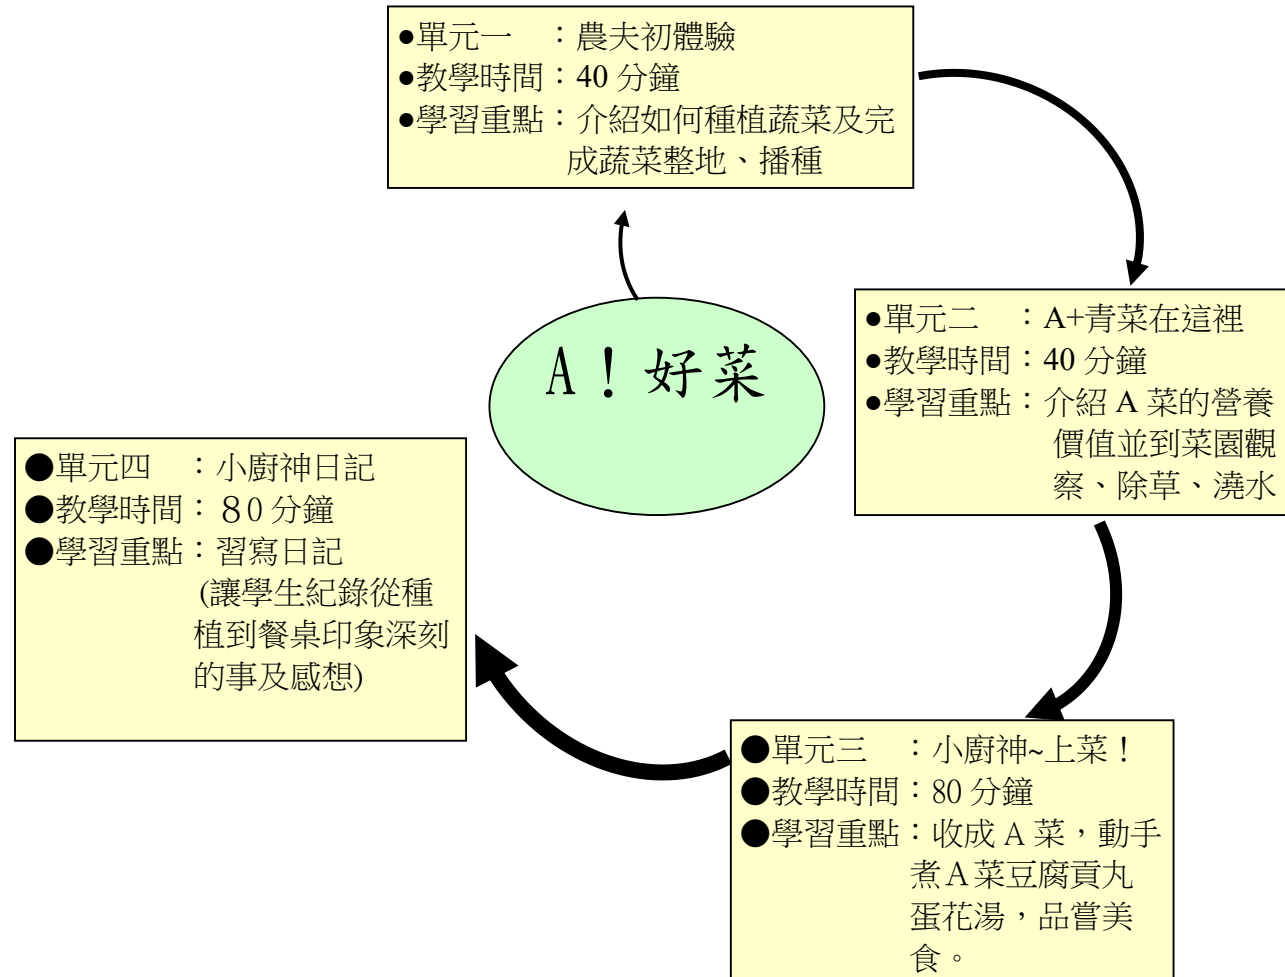 ●單元一　：農夫初體驗
●教學時間：40 分鐘
●學習重點：介紹如何種植蔬菜及完
成蔬菜整地、播種
A！好菜
●單元二　：A+青菜在這裡
●教學時間：40 分鐘
●學習重點：介紹 A 菜的營養
價值並到菜園觀
察、除草、澆水
●單元三　：小廚神~上菜！
●教學時間：80 分鐘
●學習重點：收成 A 菜，動手
煮A菜豆腐貢丸
蛋花湯，品嘗美
食。
●單元四　：小廚神日記
●教學時間：８0 分鐘
●學習重點：習寫日記
(讓學生紀錄從種
植到餐桌印象深刻
的事及感想)